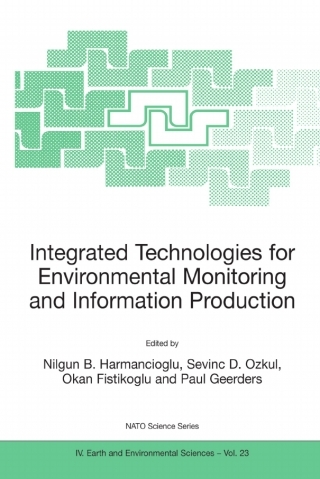 Integrated Technologies for
Environmental Monitoring
and Information Production
Edited by
Nilgun B. Harmancioglu, Sevinc D. Ozkul,
Okan Fistikoglu and Paul Geerders
NATO Science Series
IV. Earth and Environmental Sciences – Vol. 23